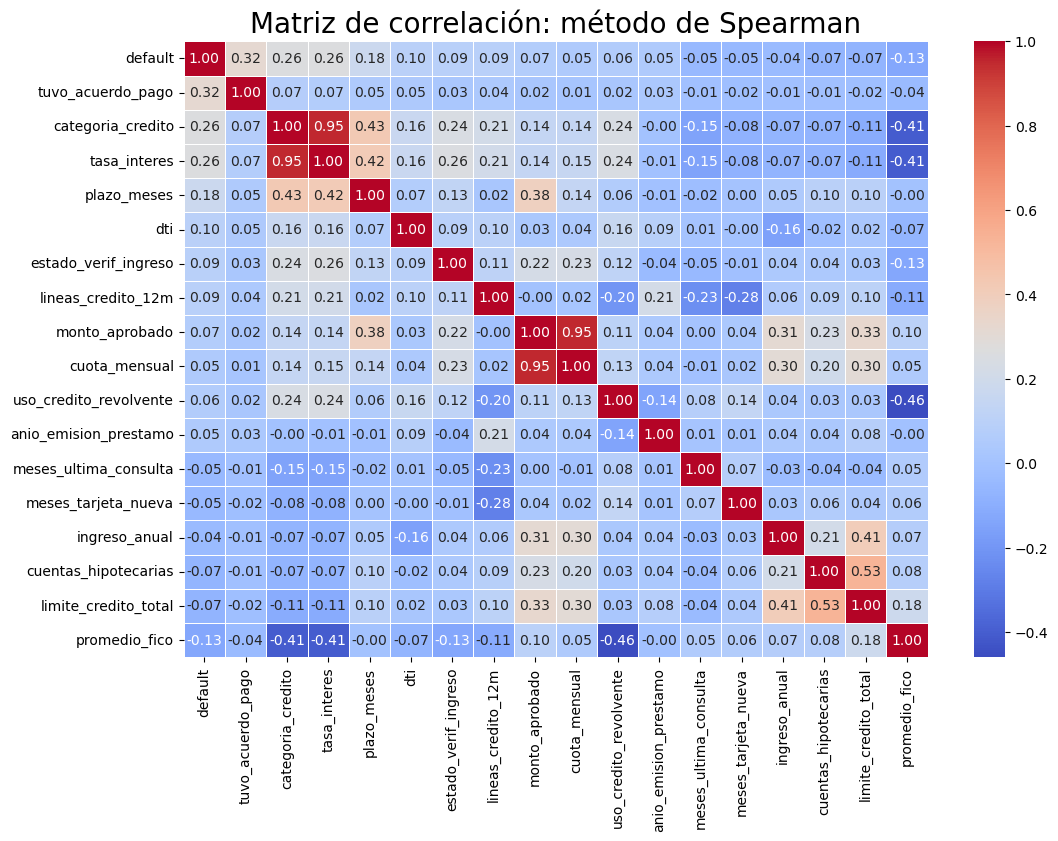 Matriz de correlación: método de Spearman
default 1.00 0.32 0.26 0.26 0.18 0.10 0.09 0.09 0.07 0.05 0.06 0.05 -0.05 -0.05 -0.04 -0.07 -0.07 -0.13
tuvo_acuerdo_pago 0.32 1.00 0.07 0.07 0.05 0.05 0.03 0.04 0.02 0.01 0.02 0.03 -0.01 -0.02 -0.01 -0.01 -0.02 -0.04
categoria_credito 0.26 0.07 1.00 0.95 0.43 0.16 0.24 0.21 0.14 0.14 0.24 -0.00 -0.15 -0.08 -0.07 -0.07 -0.11 -0.41
tasa_interes 0.26 0.07 0.95 1.00 0.42 0.16 0.26 0.21 0.14 0.15 0.24 -0.01 -0.15 -0.08 -0.07 -0.07 -0.11 -0.41
plazo_meses 0.18 0.05 0.43 0.42 1.00 0.07 0.13 0.02 0.38 0.14 0.06 -0.01 -0.02 0.00 0.05 0.10 0.10 -0.00
dti 0.10 0.05 0.16 0.16 0.07 1.00 0.09 0.10 0.03 0.04 0.16 0.09 0.01 -0.00 -0.16 -0.02 0.02 -0.07
estado_verif_ingreso 0.09 0.03 0.24 0.26 0.13 0.09 1.00 0.11 0.22 0.23 0.12 -0.04 -0.05 -0.01 0.04 0.04 0.03 -0.13
lineas_credito_12m 0.09 0.04 0.21 0.21 0.02 0.10 0.11 1.00 -0.00 0.02 -0.20 0.21 -0.23 -0.28 0.06 0.09 0.10 -0.11
monto_aprobado 0.07 0.02 0.14 0.14 0.38 0.03 0.22 -0.00 1.00 0.95 0.11 0.04 0.00 0.04 0.31 0.23 0.33 0.10
cuota_mensual 0.05 0.01 0.14 0.15 0.14 0.04 0.23 0.02 0.95 1.00 0.13 0.04 -0.01 0.02 0.30 0.20 0.30 0.05
uso_credito_revolvente 0.06 0.02 0.24 0.24 0.06 0.16 0.12 -0.20 0.11 0.13 1.00 -0.14 0.08 0.14 0.04 0.03 0.03 -0.46
anio_emision_prestamo 0.05 0.03 -0.00 -0.01 -0.01 0.09 -0.04 0.21 0.04 0.04 -0.14 1.00 0.01 0.01 0.04 0.04 0.08 -0.00
meses_ultima_consulta -0.05 -0.01 -0.15 -0.15 -0.02 0.01 -0.05 -0.23 0.00 -0.01 0.08 0.01 1.00 0.07 -0.03 -0.04 -0.04 0.05
meses_tarjeta_nueva -0.05 -0.02 -0.08 -0.08 0.00 -0.00 -0.01 -0.28 0.04 0.02 0.14 0.01 0.07 1.00 0.03 0.06 0.04 0.06
ingreso_anual -0.04 -0.01 -0.07 -0.07 0.05 -0.16 0.04 0.06 0.31 0.30 0.04 0.04 -0.03 0.03 1.00 0.21 0.41 0.07
cuentas_hipotecarias -0.07 -0.01 -0.07 -0.07 0.10 -0.02 0.04 0.09 0.23 0.20 0.03 0.04 -0.04 0.06 0.21 1.00 0.53 0.08
limite_credito_total -0.07 -0.02 -0.11 -0.11 0.10 0.02 0.03 0.10 0.33 0.30 0.03 0.08 -0.04 0.04 0.41 0.53 1.00 0.18
promedio_fico -0.13 -0.04 -0.41 -0.41 -0.00 -0.07 -0.13 -0.11 0.10 0.05 -0.46 -0.00 0.05 0.06 0.07 0.08 0.18 1.00
default
tuvo_acuerdo_pago
categoria_credito
tasa_interes
plazo_meses
dti
estado_verif_ingreso
lineas_credito_12m
monto_aprobado
cuota_mensual
uso_credito_revolvente
anio_emision_prestamo
meses_ultima_consulta
meses_tarjeta_nueva
ingreso_anual
cuentas_hipotecarias
limite_credito_total
promedio_fico
1.0
0.8
0.6
0.4
0.2
0.0
−0.2
−0.4